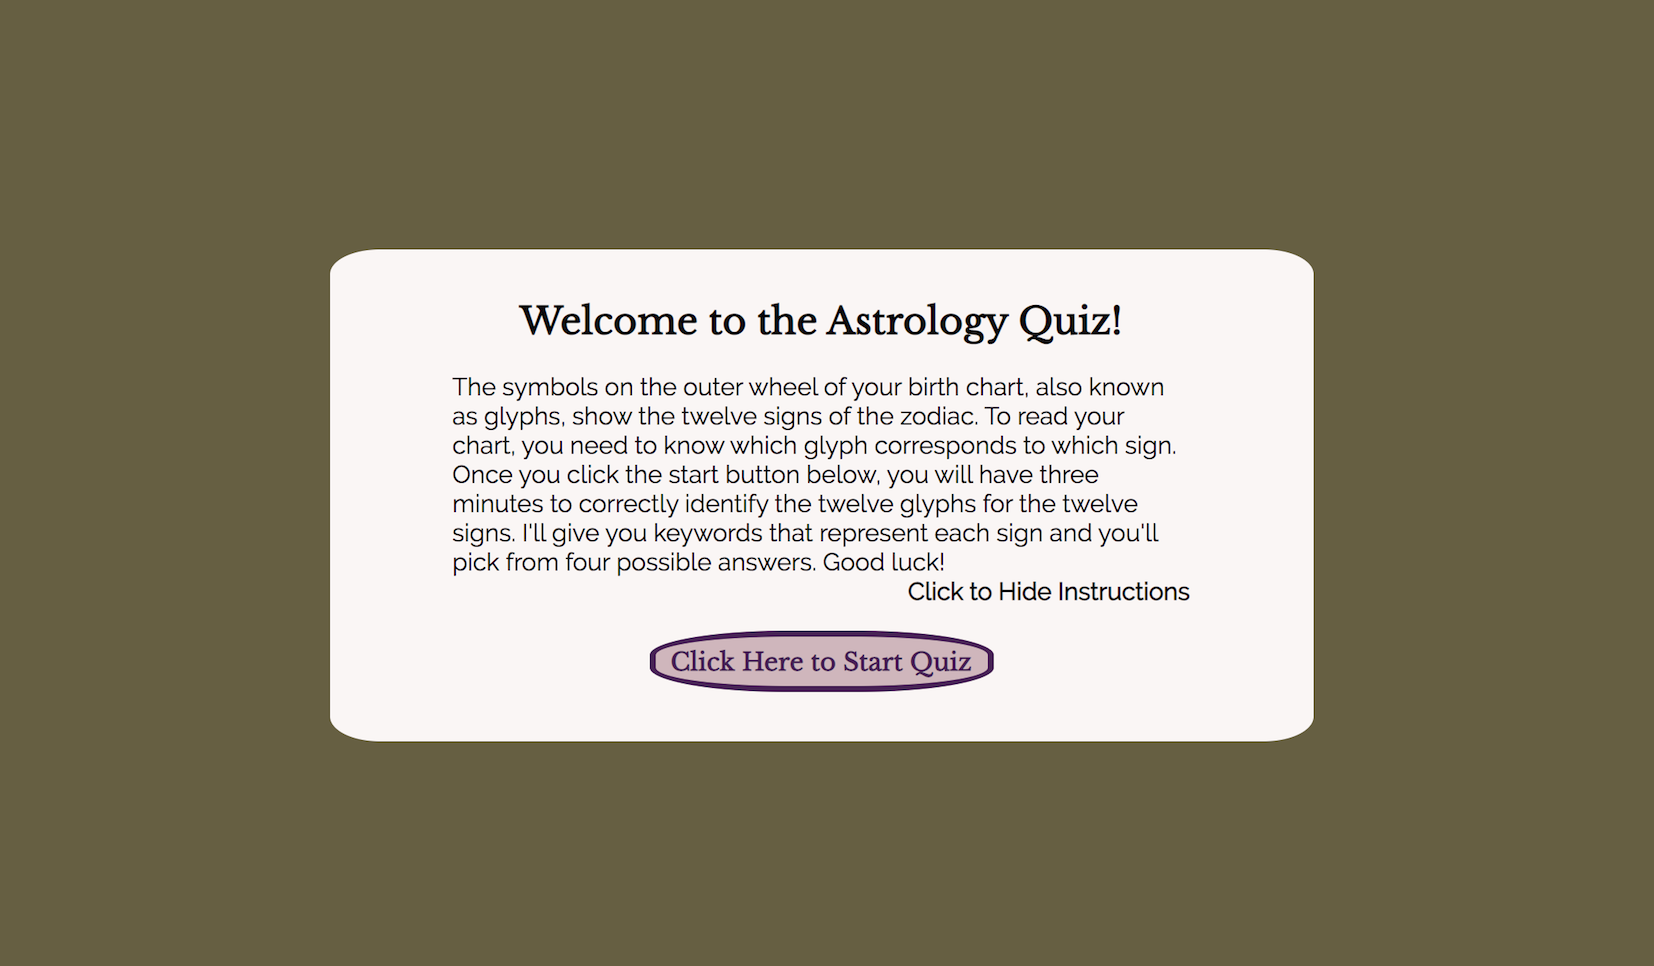 Welcome to the Astrology Quiz!
The symbols on the outer wheel of your birth chart, also known
as glyphs, show the twelve signs of the zodiac. To read your
chart, you need to know which glyph corresponds to which sign.
Once you click the start button below, you will have three
minutes to correctly identify the twelve glyphs for the twelve
signs. I'll give you keywords that represent each sign and you'll
pick from four possible answers. Good luck!
Click to Hide Instructions
Click Here to Start Quiz